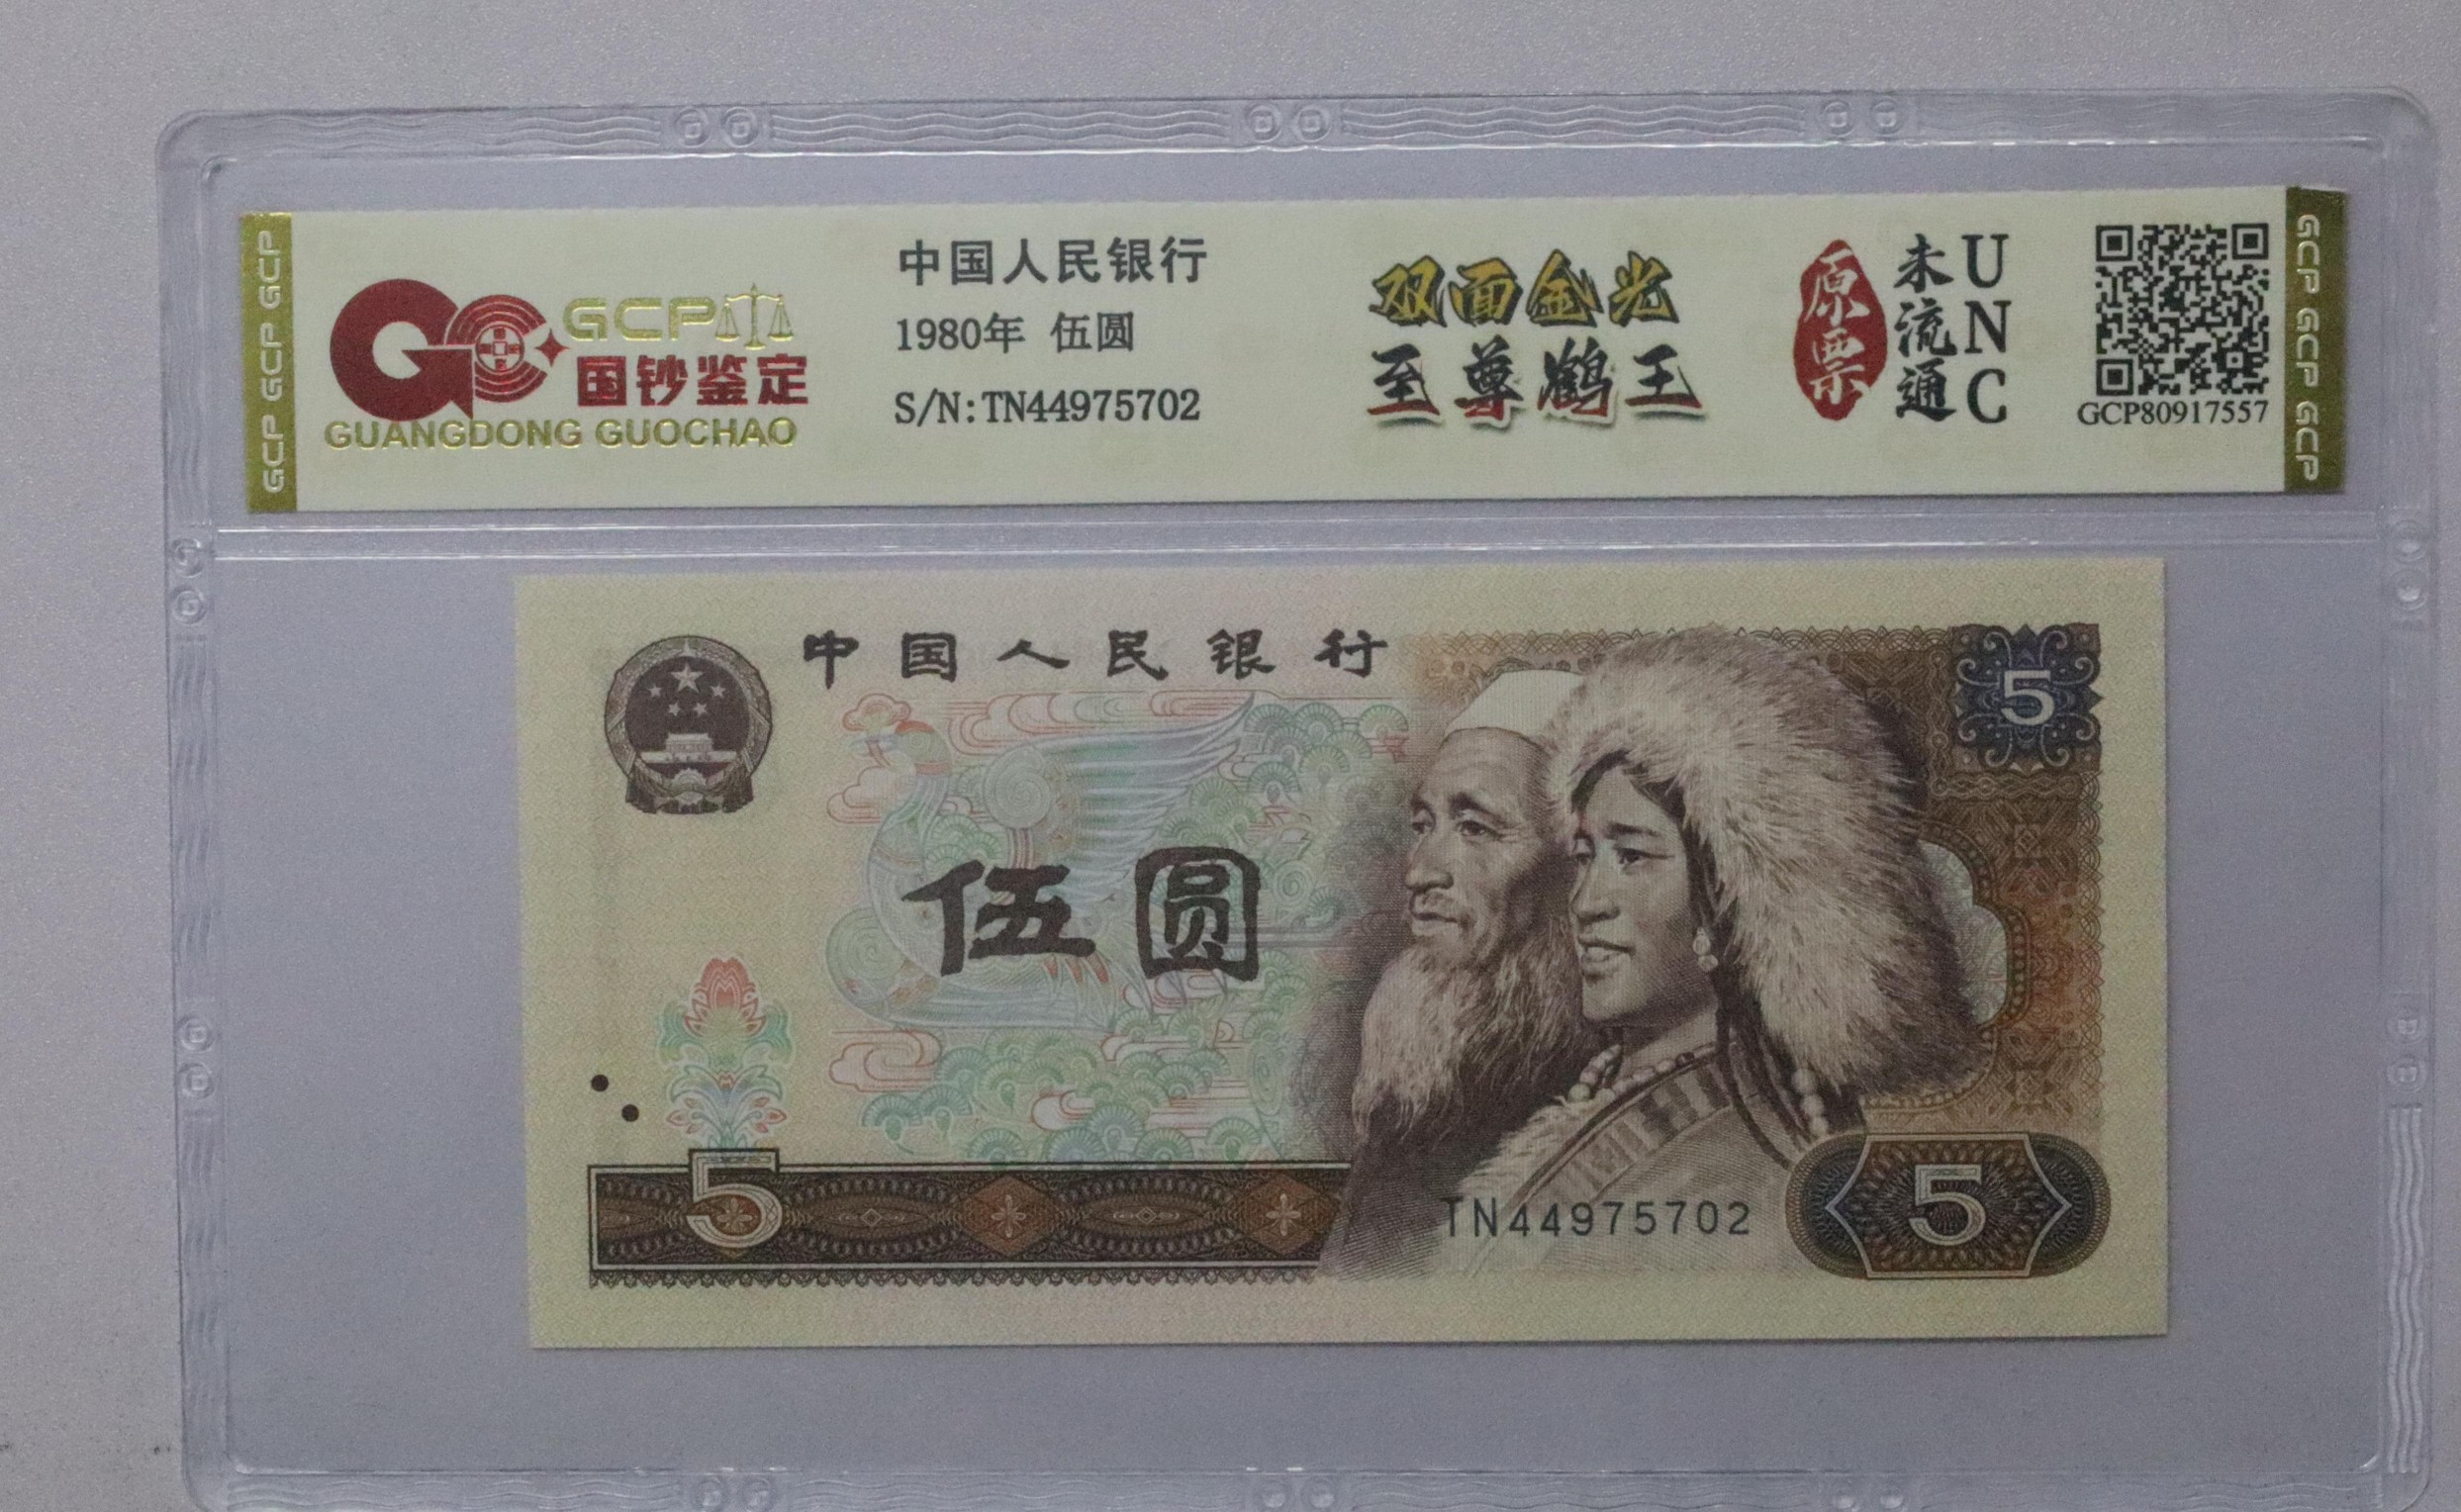 GCP GCP GCP
GCP
国钞鉴定
GUANGDONG GUOCHAO
中国人民银行
1980年 伍圆
S/N:TN44975702
双面金光
至尊鹤王
原票
未流通
UNC
GCP80917557
GCP GCP GCP
中国人民银行
5
伍圆
5
TN44975702
5